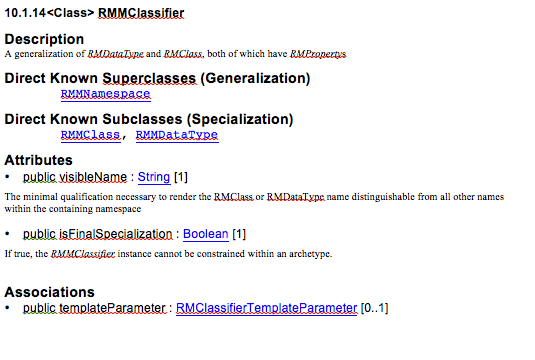 10.1.14<Class> RMMClassifier
Description
A generalization of RMDataType and RMClass, both of which have RMPropertys
Direct Known Superclasses (Generalization)
RMMNamespace
Direct Known Subclasses (Specialization)
RMMClass, RMMDataType
Attributes
• public visibleName : String [1]
The minimal qualification necessary to render the RMClass or RMDataType name distinguishable from all other names
within the containing namespace
• public isFinalSpecialization : Boolean [1]
If true, the RMMClassifier instance cannot be constrained within an archetype.
Associations
• public templateParameter : RMClassifierTemplateParameter [0..1]